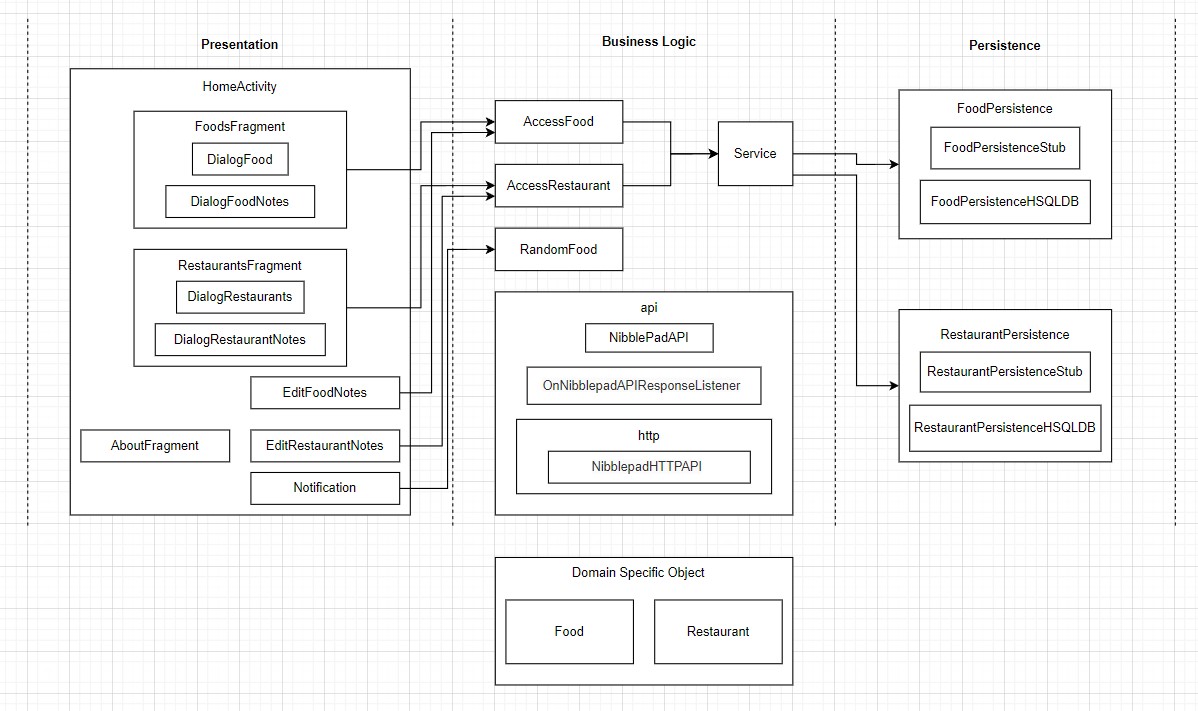 Presentation
HomeActivity
FoodsFragment
DialogFood
DialogFoodNotes
RestaurantsFragment
DialogRestaurants
DialogRestaurantNotes
EditFoodNotes
AboutFragment
EditRestaurantNotes
Notification
Business Logic
AccessFood
AccessRestaurant
RandomFood
Service
api
NibblePadAPI
OnNibblepadAPIResponseListener
http
NibblepadHTTPAPI
Domain Specific Object
Food
Restaurant
Persistence
FoodPersistence
FoodPersistenceStub
FoodPersistenceHSQLDB
RestaurantPersistence
RestaurantPersistenceStub
RestaurantPersistenceHSQLDB